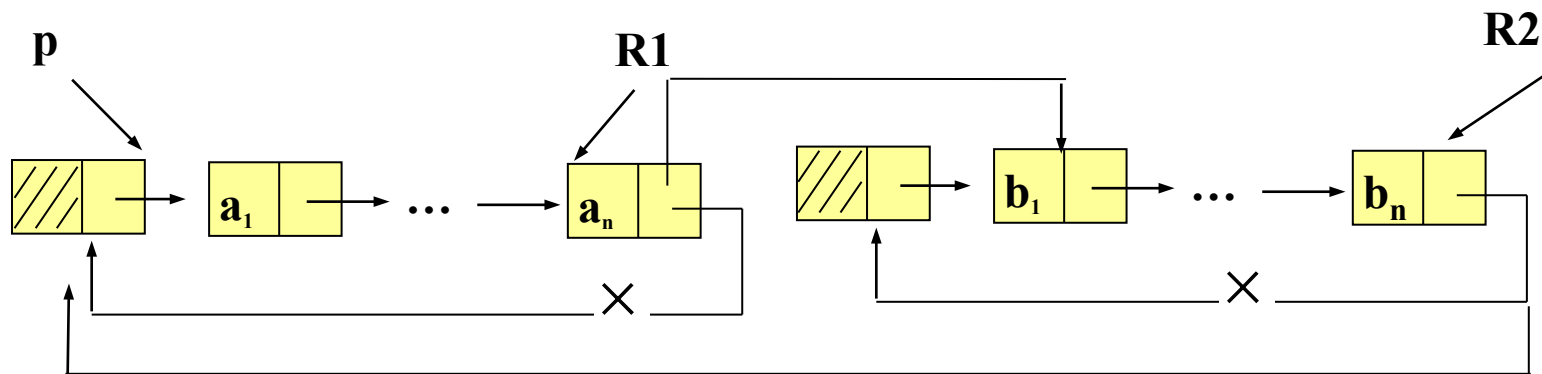 p R1 R2
a₁ … aₙ b₁ … bₙ